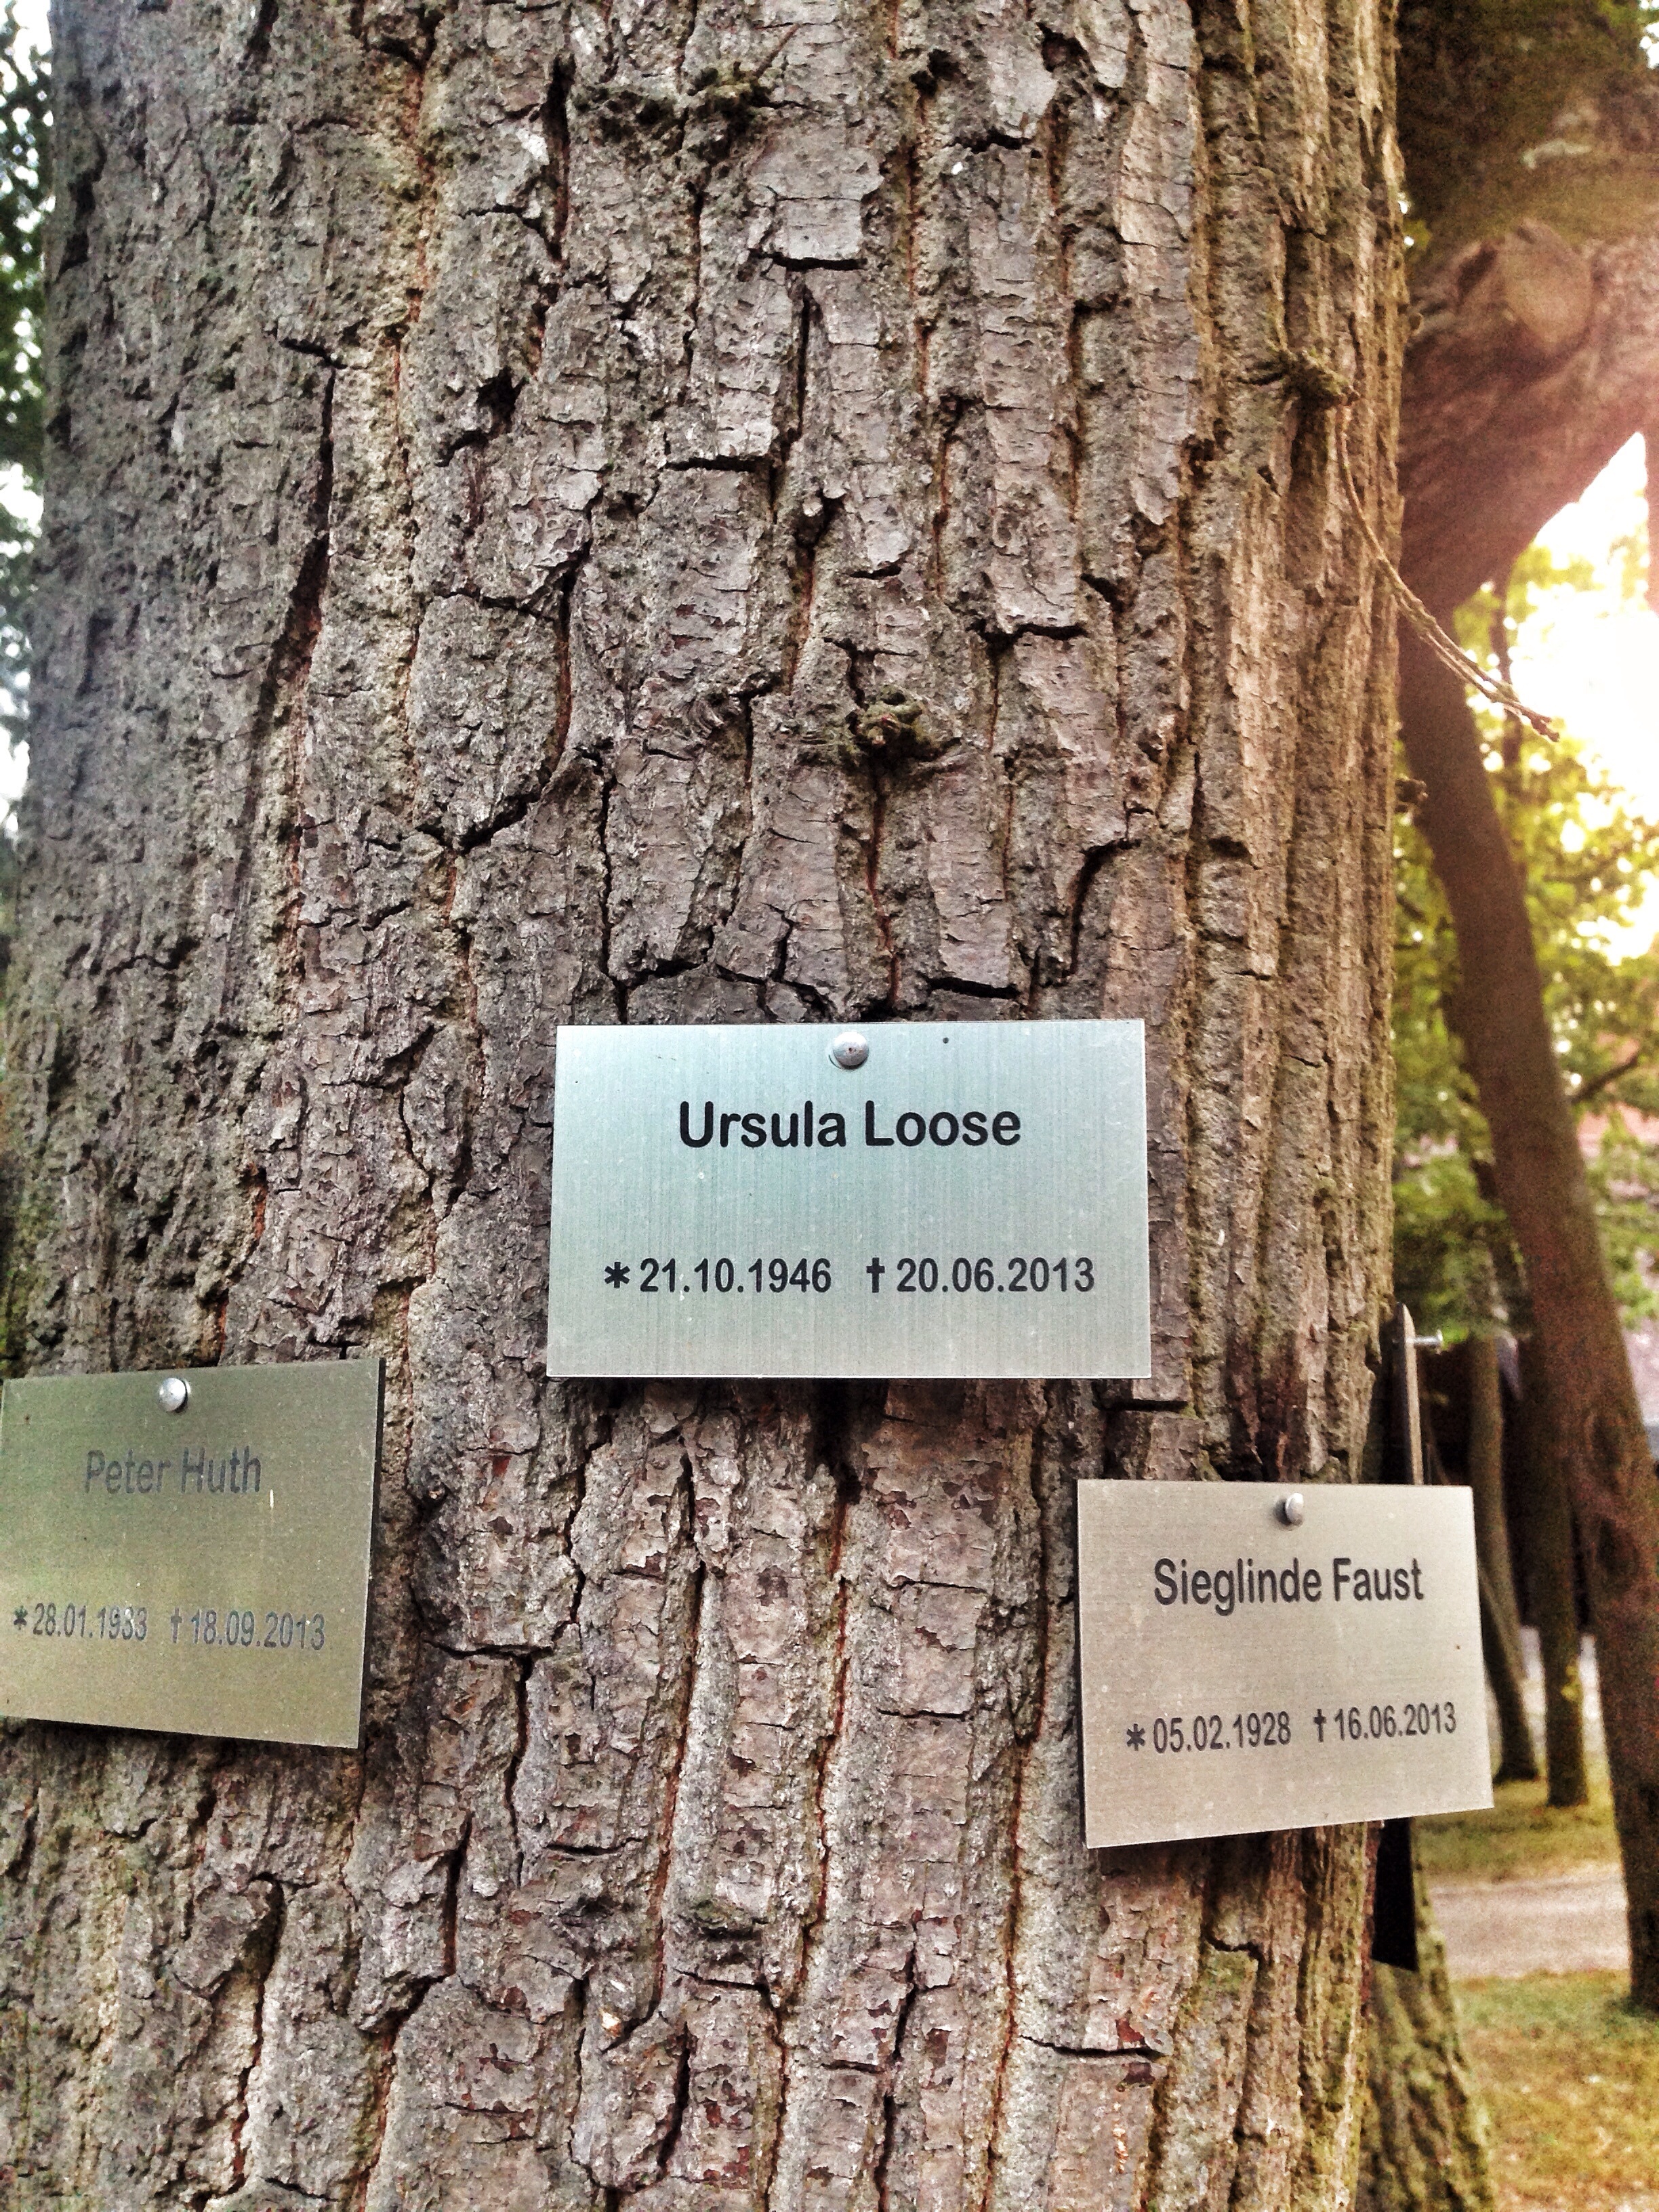 Ursula Loose
*21.10.1946 †20.06.2013
Peter Huth
*28.01.1933 †18.09.2013
Sieglinde Faust
*05.02.1928 †16.06.2013